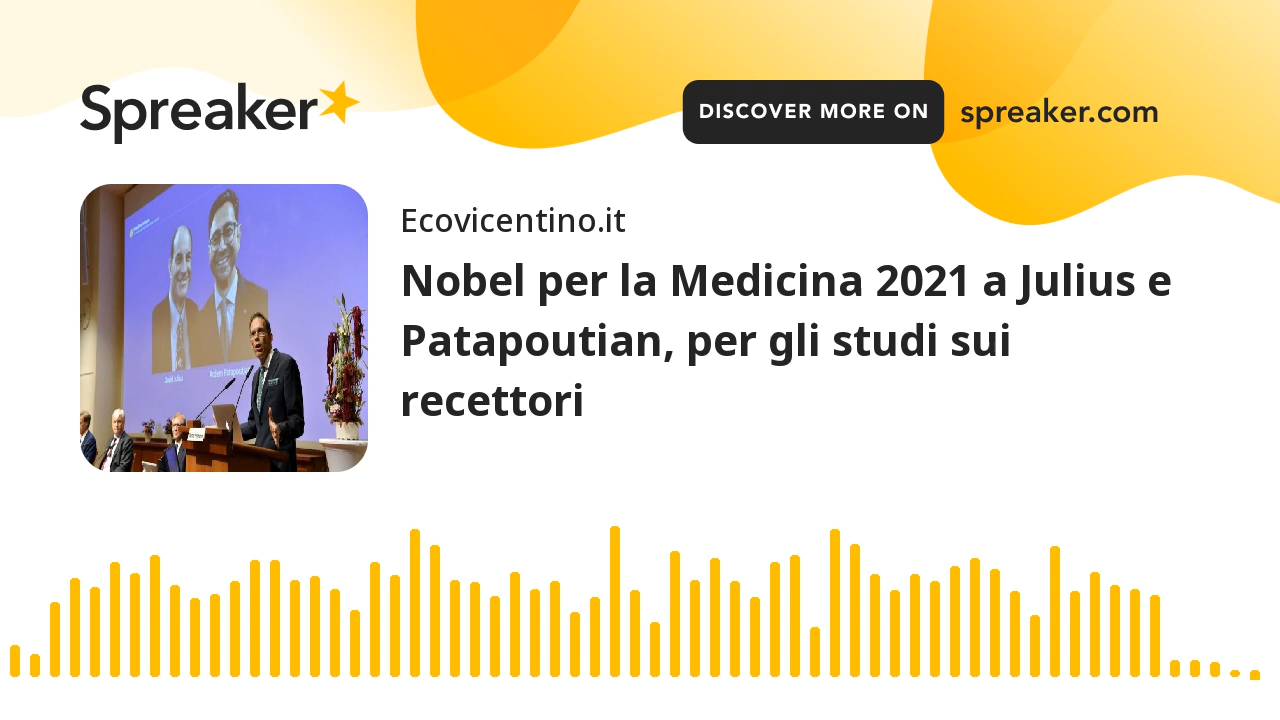 Spreaker
DISCOVER MORE ON
spreaker.com
Ecovicentino.it
Nobel per la Medicina 2021 a Julius e
Patapoutian, per gli studi sui
recettori